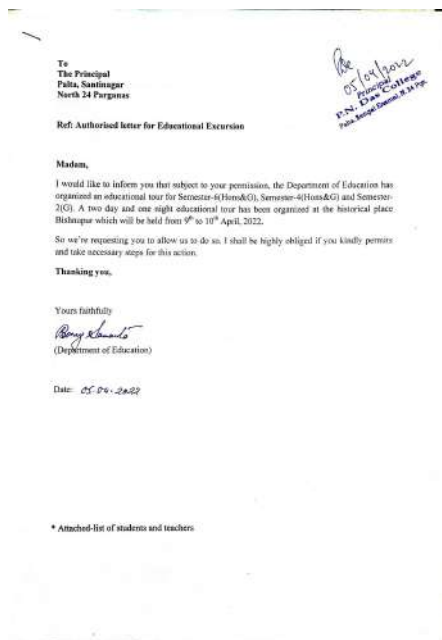 To
The Principal
Palta, Santinagar
North 24 Parganas
05/04/2022
Principal
P.N. Das College
Palta, Bengal Enamel, N. 24 Pgs.
Ref: Authorised letter for Educational Excursion
Madam,
I would like to inform you that subject to your permission, the Department of Education has
organized an educational tour for Semester-6(Hons&G), Semester-4(Hons&G) and Semester-
2(G). A two day and one night educational tour has been organized at the historical place
Bishnupur which will be held from 9th to 10th April, 2022.
So we're requesting you to allow us to do so. I shall be highly obliged if you kindly permits
and take necessary steps for this action.
Thanking you,
Yours faithfully
(Department of Education)
Date: 05.04.2022
* Attached-list of students and teachers